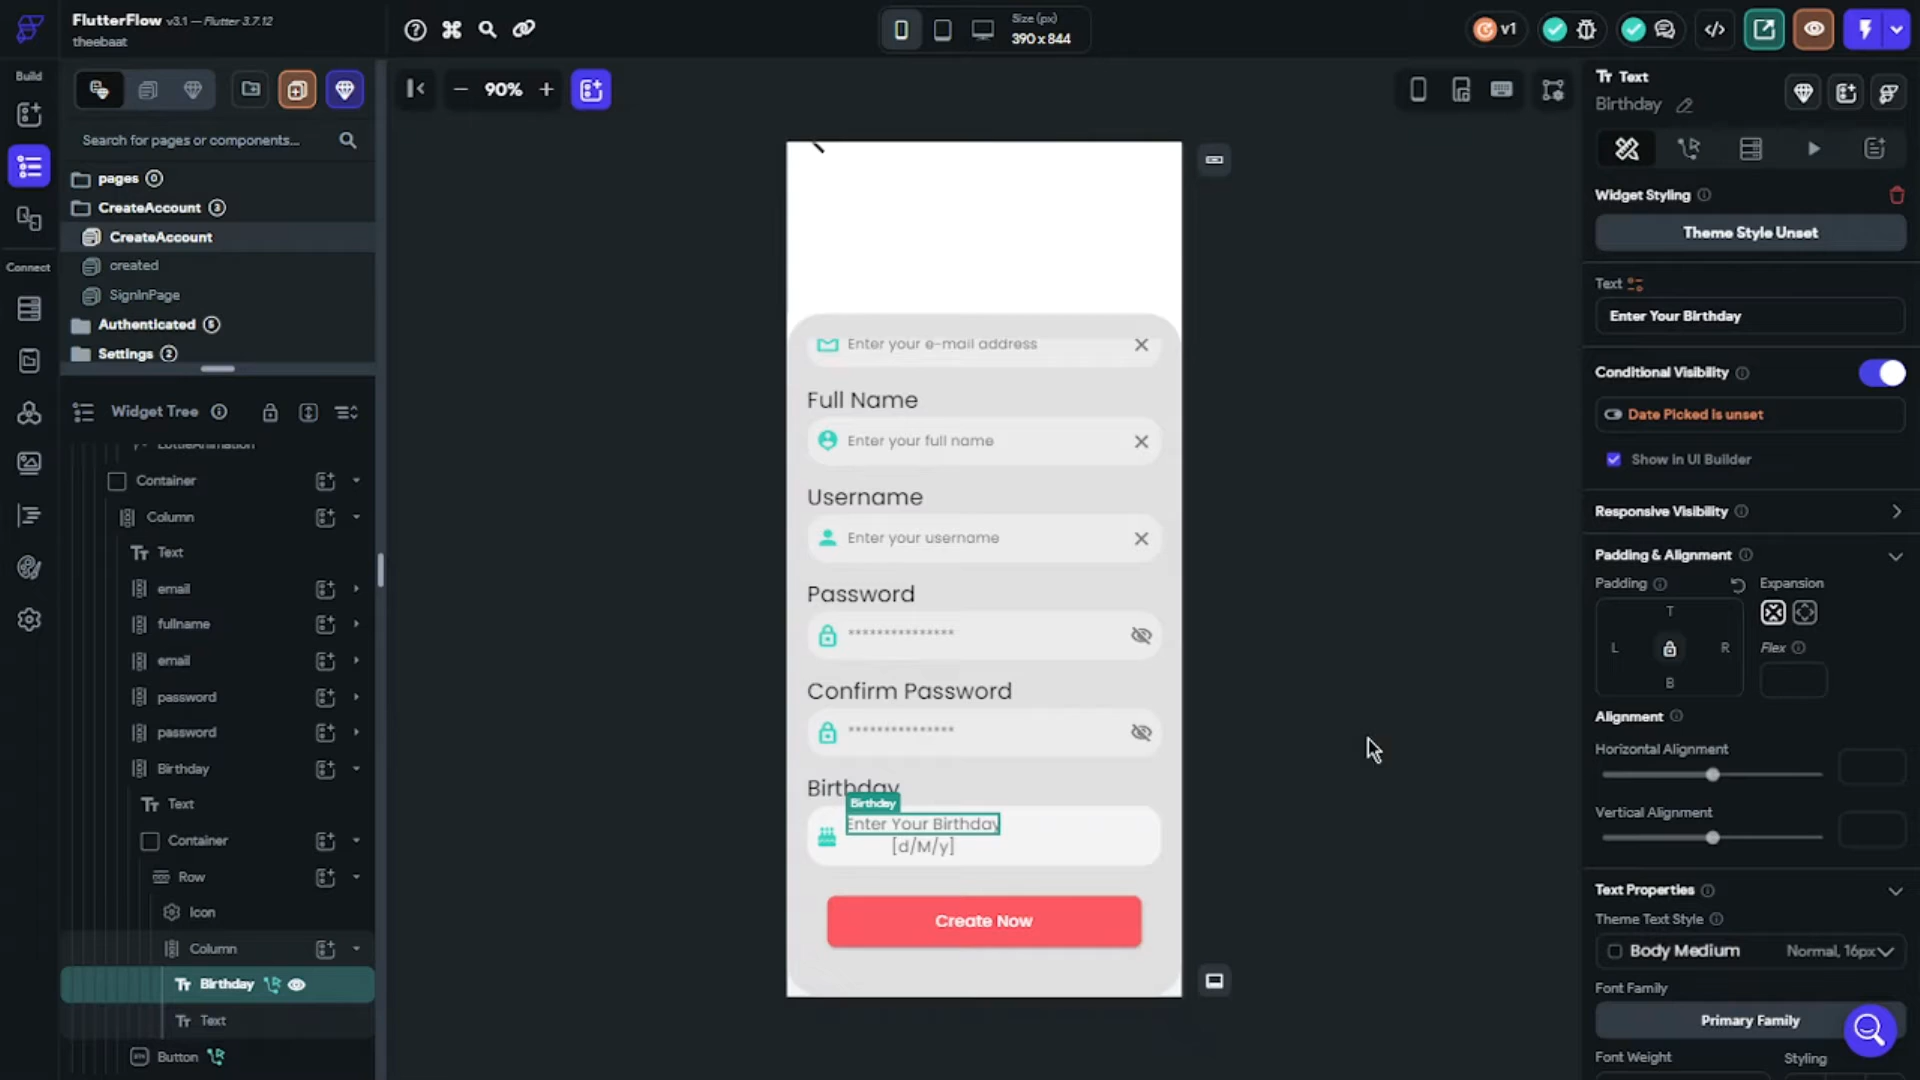 FlutterFlow v3.1 — Flutter 3.7.12
theebaat
Size (px)
390 x 844
v1
Build
90%
Search for pages or components...
pages 0
CreateAccount 3
CreateAccount
created
SignInPage
Authenticated 5
Settings 2
Connect
Widget Tree
LottieAnimation
Container
Column
Text
email
fullname
email
password
password
Birthday
Text
Container
Row
Icon
Column
Birthday
Text
Button
Enter your e-mail address
Full Name
Enter your full name
Username
Enter your username
Password
***************
Confirm Password
***************
Birthday
Birthday
Enter Your Birthday
[d/M/y]
Create Now
Text
Birthday
Widget Styling
Theme Style Unset
Text
Enter Your Birthday
Conditional Visibility
Date Picked Is unset
Show in UI Builder
Responsive Visibility
Padding & Alignment
Padding Expansion
T
L R
B
Flex
Alignment
Horizontal Alignment
Vertical Alignment
Text Properties
Theme Text Style
Body Medium Normal, 16px
Font Family
Primary Family
Font Weight Styling